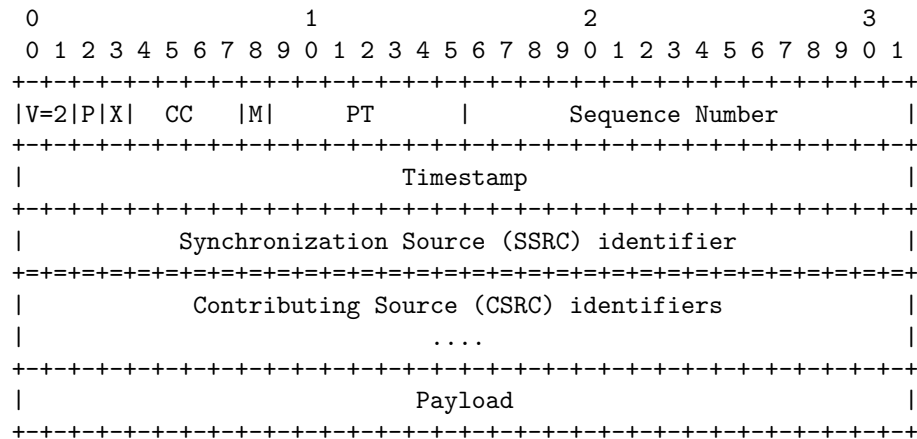 0                   1                   2                   3
0 1 2 3 4 5 6 7 8 9 0 1 2 3 4 5 6 7 8 9 0 1 2 3 4 5 6 7 8 9 0 1
+-+-+-+-+-+-+-+-+-+-+-+-+-+-+-+-+-+-+-+-+-+-+-+-+-+-+-+-+-+-+-+-+
|V=2|P|X|  CC   |M|     PT      |       Sequence Number         |
+-+-+-+-+-+-+-+-+-+-+-+-+-+-+-+-+-+-+-+-+-+-+-+-+-+-+-+-+-+-+-+-+
|                           Timestamp                           |
+-+-+-+-+-+-+-+-+-+-+-+-+-+-+-+-+-+-+-+-+-+-+-+-+-+-+-+-+-+-+-+-+
|           Synchronization Source (SSRC) identifier            |
+=+=+=+=+=+=+=+=+=+=+=+=+=+=+=+=+=+=+=+=+=+=+=+=+=+=+=+=+=+=+=+=+
|            Contributing Source (CSRC) identifiers             |
|                             ....                              |
+-+-+-+-+-+-+-+-+-+-+-+-+-+-+-+-+-+-+-+-+-+-+-+-+-+-+-+-+-+-+-+-+
|                            Payload                            |
+-+-+-+-+-+-+-+-+-+-+-+-+-+-+-+-+-+-+-+-+-+-+-+-+-+-+-+-+-+-+-+-+